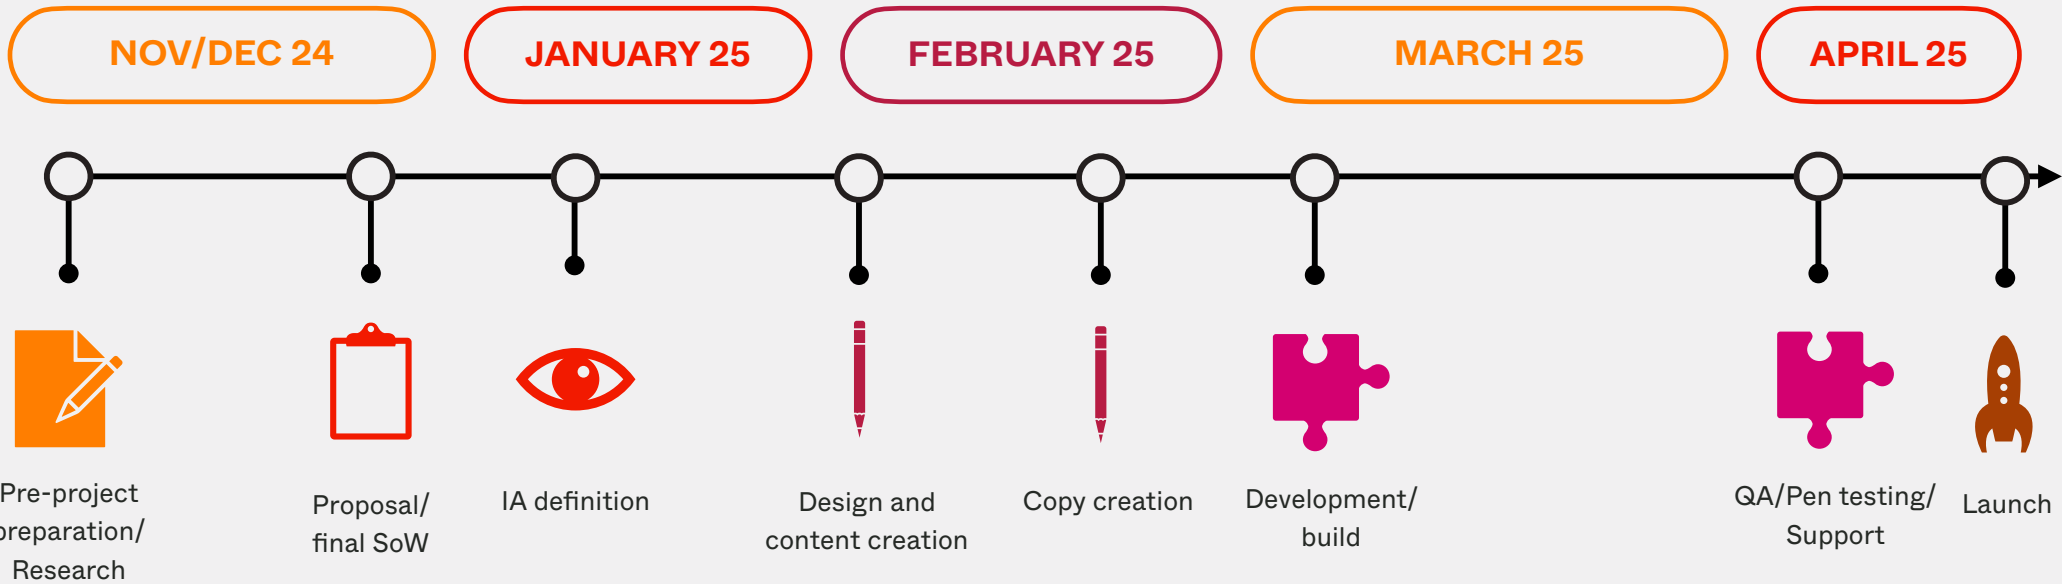 NOV/DEC 24
JANUARY 25
FEBRUARY 25
MARCH 25
APRIL 25
Pre-project
preparation/
Research
Proposal/
final SoW
IA definition
Design and
content creation
Copy creation
Development/
build
QA/Pen testing/
Support
Launch